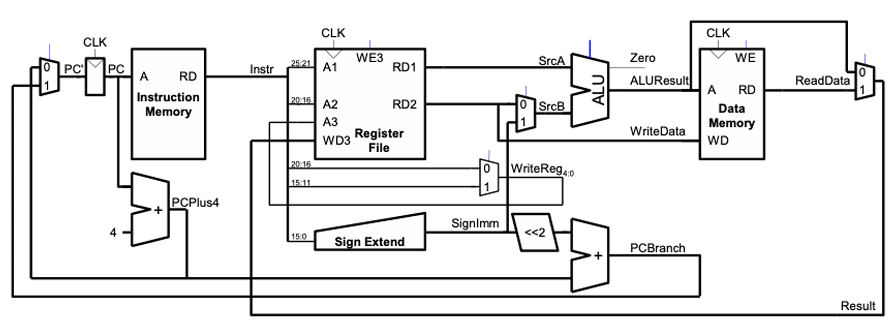 CLK
CLK
CLK
0
1
PC'
PC
A
RD
Instruction
Memory
Instr
25:21
A1
WE3
RD1
20:16
A2
RD2
A3
WD3
Register
File
SrcA
Zero
ALU
ALUResult
0
1
SrcB
WE
A
RD
Data
Memory
WD
ReadData
0
1
WriteData
20:16
15:11
0
1
WriteReg4:0
PCPlus4
+
4
15:0
Sign Extend
SignImm
<<2
+
PCBranch
Result